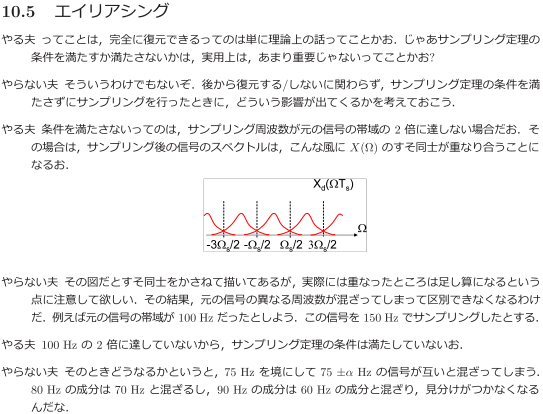 10.5 エイリアシング
やる夫 ってことは，完全に復元できるってのは単に理論上の話ってことかお．じゃあサンプリング定理の
条件を満たすか満たさないかは，実用上は，あまり重要じゃないってことかお?
やらない夫 そういうわけでもないぞ．後から復元する/しないに関わらず，サンプリング定理の条件を満
たさずにサンプリングを行ったときに，どういう影響が出てくるかを考えておこう．
やる夫 条件を満たさないってのは，サンプリング周波数が元の信号の帯域の 2 倍に達しない場合だお．そ
の場合は，サンプリング後の信号のスペクトルは，こんな風に X(Ω) のすそ同士が重なり合うことに
なるお．
X_d(ΩT_s)
Ω
-3Ω_s/2 -Ω_s/2 Ω_s/2 3Ω_s/2
やらない夫 その図だとすそ同士をかさねて描いてあるが，実際には重なったところは足し算になるという
点に注意して欲しい．その結果，元の信号の異なる周波数が混ざってしまって区別できなくなるわけ
だ．例えば元の信号の帯域が 100 Hz だったとしよう．この信号を 150 Hz でサンプリングしたとする．
やる夫 100 Hz の 2 倍に達していないから，サンプリング定理の条件は満たしていないお．
やらない夫 そのときどうなるかというと，75 Hz を境にして 75 ±α Hz の信号が互いと混ざってしまう．
80 Hz の成分は 70 Hz と混ざるし，90 Hz の成分は 60 Hz の成分と混ざり，見分けがつかなくなる
んだな．